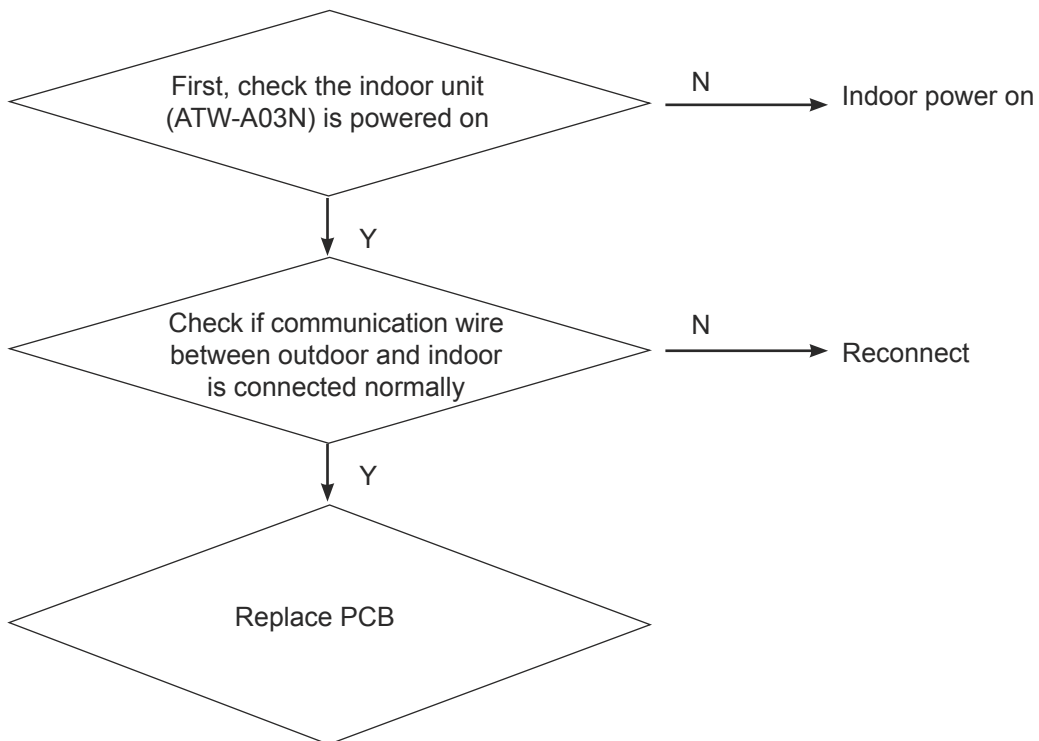 First, check the indoor unit
(ATW-A03N) is powered on
N
Indoor power on
Y
Check if communication wire
between outdoor and indoor
is connected normally
N
Reconnect
Y
Replace PCB